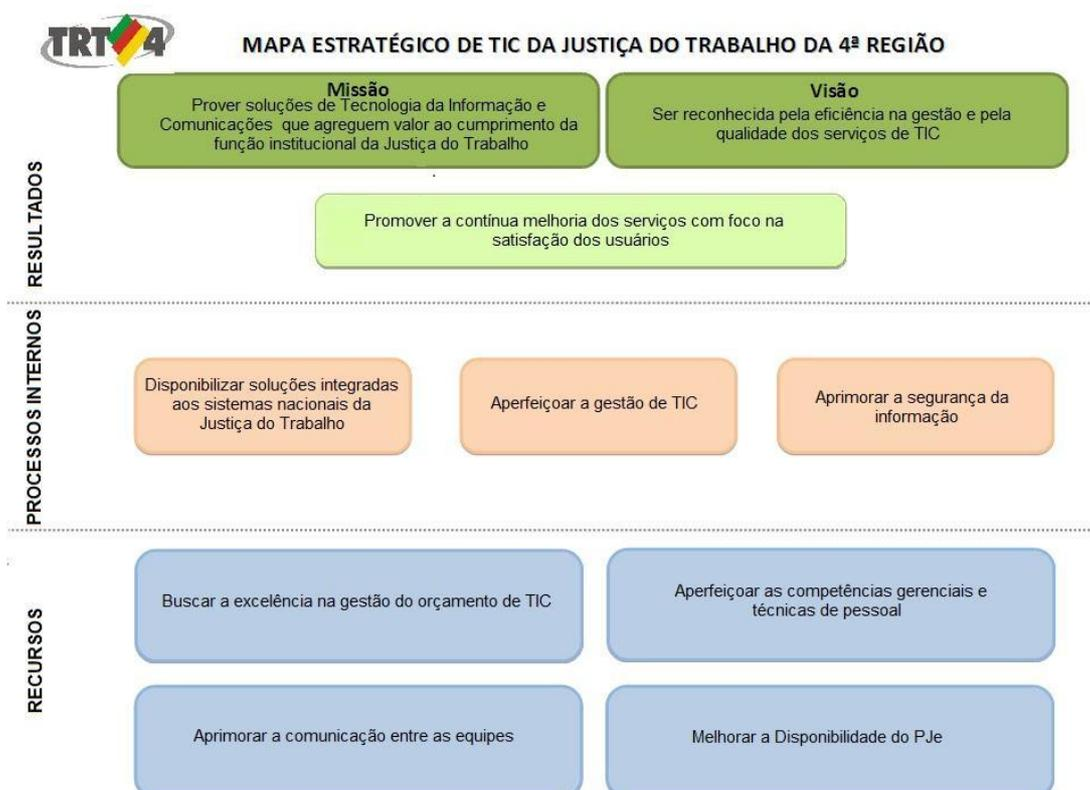 TRT 4
MAPA ESTRATÉGICO DE TIC DA JUSTIÇA DO TRABALHO DA 4ª REGIÃO
Missão
Prover soluções de Tecnologia da Informação e
Comunicações que agreguem valor ao cumprimento da
função institucional da Justiça do Trabalho
Visão
Ser reconhecida pela eficiência na gestão e pela
qualidade dos serviços de TIC
RESULTADOS
Promover a contínua melhoria dos serviços com foco na
satisfação dos usuários
PROCESSOS INTERNOS
Disponibilizar soluções integradas
aos sistemas nacionais da
Justiça do Trabalho
Aperfeiçoar a gestão de TIC
Aprimorar a segurança da
informação
RECURSOS
Buscar a excelência na gestão do orçamento de TIC
Aperfeiçoar as competências gerenciais e
técnicas de pessoal
Aprimorar a comunicação entre as equipes
Melhorar a Disponibilidade do PJe